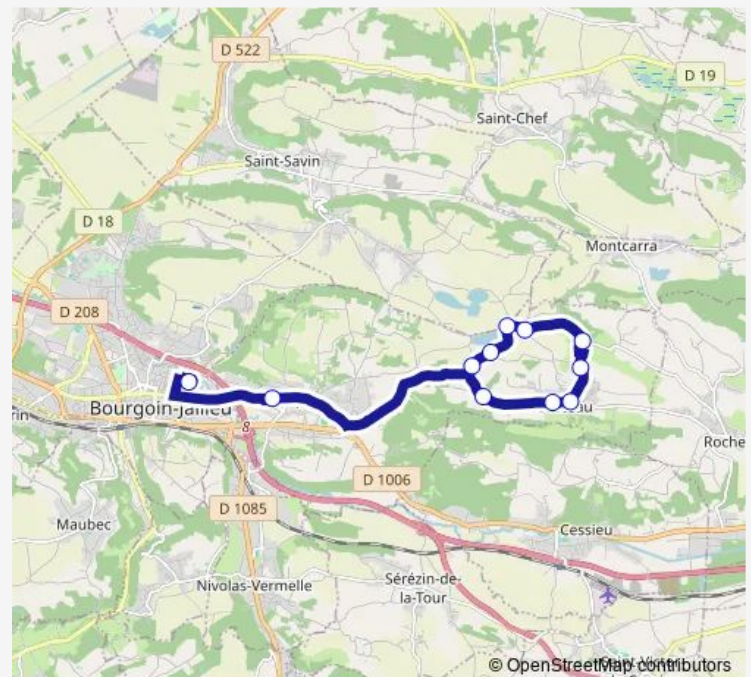 D 522
D 19
Saint-Chef
Saint-Savin
D 18
Montcarra
D 208
Bourgoin-Jallieu
8
Roche
D 1006
D 1085
Cessieu
Maubec
Nivolas-Vermelle
Sérézin-de-
la-Tour
© OpenStreetMap contributors